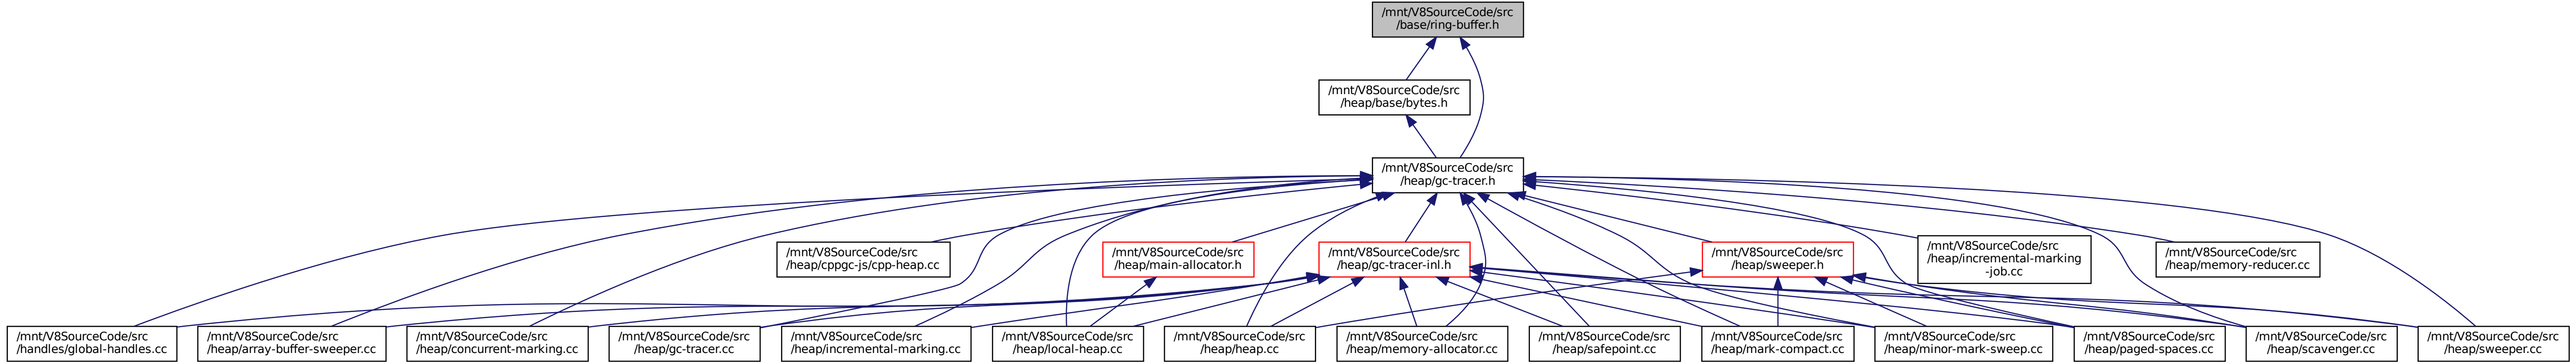 /mnt/V8SourceCode/src
/base/ring-buffer.h
/mnt/V8SourceCode/src
/heap/base/bytes.h
/mnt/V8SourceCode/src
/heap/gc-tracer.h
/mnt/V8SourceCode/src
/heap/cppgc-js/cpp-heap.cc
/mnt/V8SourceCode/src
/heap/main-allocator.h
/mnt/V8SourceCode/src
/heap/gc-tracer-inl.h
/mnt/V8SourceCode/src
/heap/sweeper.h
/mnt/V8SourceCode/src
/heap/incremental-marking
-job.cc
/mnt/V8SourceCode/src
/heap/memory-reducer.cc
/mnt/V8SourceCode/src
/handles/global-handles.cc
/mnt/V8SourceCode/src
/heap/array-buffer-sweeper.cc
/mnt/V8SourceCode/src
/heap/concurrent-marking.cc
/mnt/V8SourceCode/src
/heap/gc-tracer.cc
/mnt/V8SourceCode/src
/heap/incremental-marking.cc
/mnt/V8SourceCode/src
/heap/local-heap.cc
/mnt/V8SourceCode/src
/heap/heap.cc
/mnt/V8SourceCode/src
/heap/memory-allocator.cc
/mnt/V8SourceCode/src
/heap/safepoint.cc
/mnt/V8SourceCode/src
/heap/mark-compact.cc
/mnt/V8SourceCode/src
/heap/minor-mark-sweep.cc
/mnt/V8SourceCode/src
/heap/paged-spaces.cc
/mnt/V8SourceCode/src
/heap/scavenger.cc
/mnt/V8SourceCode/src
/heap/sweeper.cc